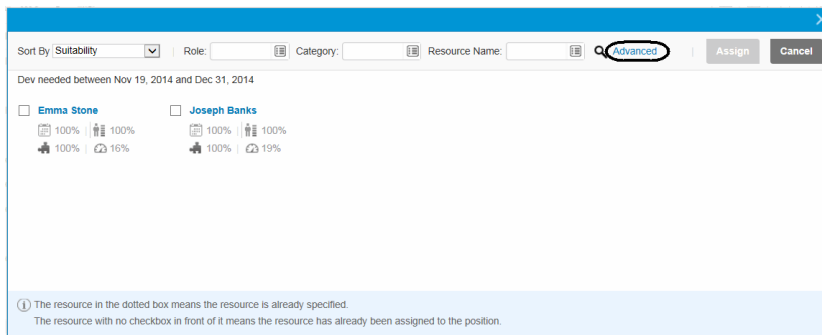 Sort By Suitability Role: Category: Resource Name: Advanced Assign Cancel
Dev needed between Nov 19, 2014 and Dec 31, 2014
Emma Stone Joseph Banks
100% 100% 100% 100%
100% 16% 100% 19%
The resource in the dotted box means the resource is already specified.
The resource with no checkbox in front of it means the resource has already been assigned to the position.